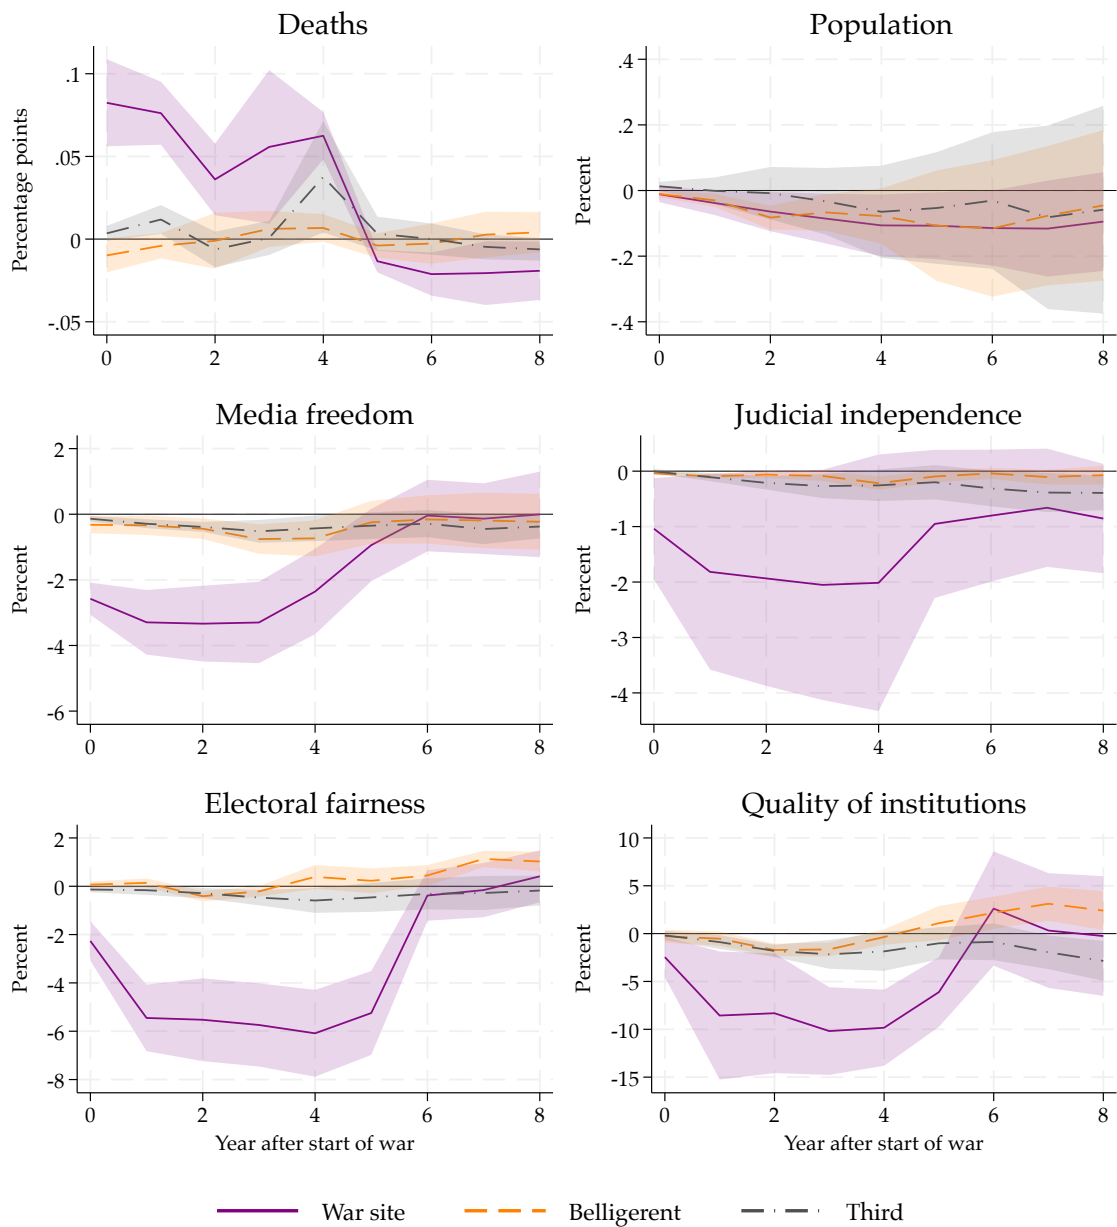 Deaths
Population
Percentage points
.1
.05
0
-.05
0 2 4 6 8
Percent
.4
.2
0
-.2
-.4
0 2 4 6 8
Media freedom
Judicial independence
Percent
2
0
-2
-4
-6
0 2 4 6 8
Percent
0
-1
-2
-3
-4
0 2 4 6 8
Electoral fairness
Quality of institutions
Percent
2
0
-2
-4
-6
-8
0 2 4 6 8
Year after start of war
Percent
10
5
0
-5
-10
-15
0 2 4 6 8
Year after start of war
War site Belligerent Third